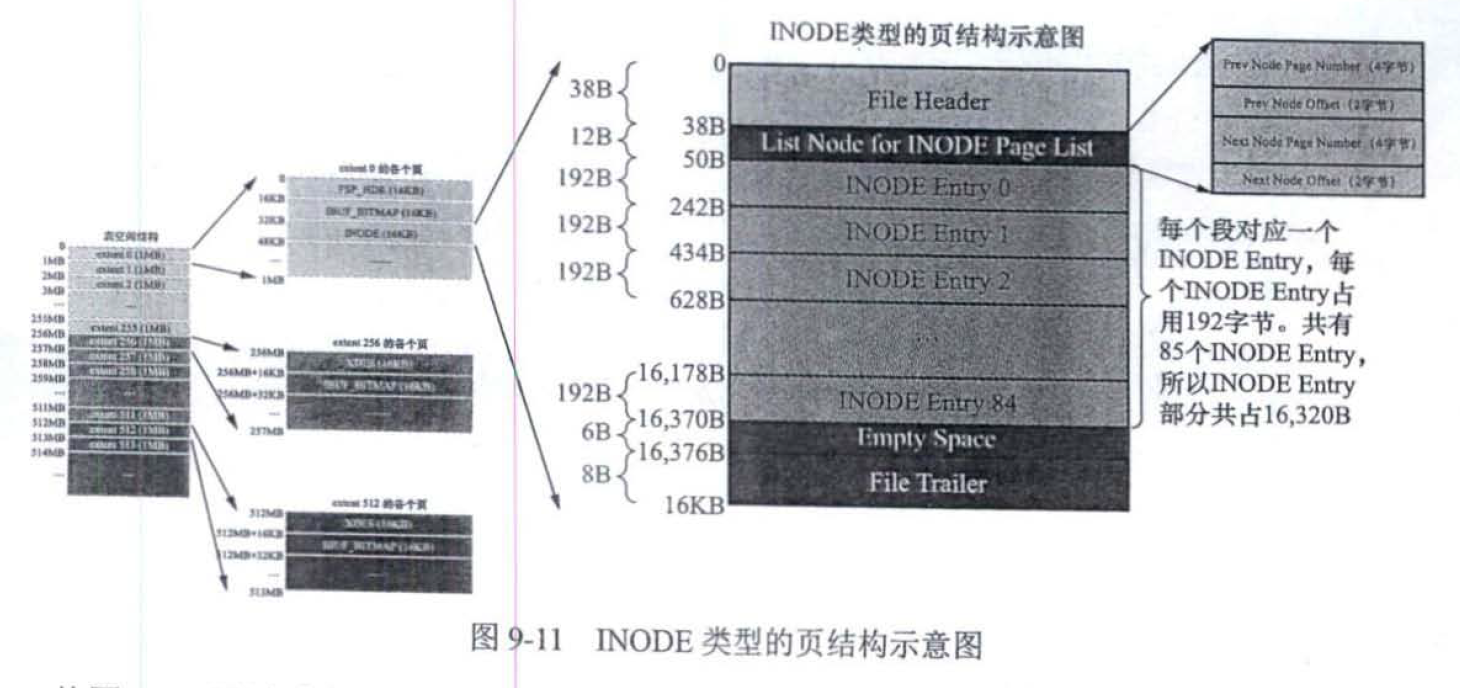 INODE类型的页结构示意图
0
38B
File Header
38B
12B
List Node for INODE Page List
50B
192B
INODE Entry 0
242B
192B
INODE Entry 1
434B
192B
INODE Entry 2
628B
...
16,178B
192B
INODE Entry 84
16,370B
6B
Empty Space
16,376B
8B
File Trailer
16KB
Prev Node Page Number（4字节）
Prev Node Offset（2字节）
Next Node Page Number（4字节）
Next Node Offset（2字节）
每个段对应一个
INODE Entry，每
个INODE Entry占
用192字节。共有
85个INODE Entry，
所以INODE Entry
部分共占16,320B
表空间结构
0
extent 0 (1MB)
1MB
extent 1 (1MB)
2MB
extent 2 (1MB)
3MB
...
255MB
extent 255 (1MB)
256MB
extent 256 (1MB)
257MB
extent 257 (1MB)
258MB
extent 258 (1MB)
259MB
...
511MB
extent 511 (1MB)
512MB
extent 512 (1MB)
513MB
extent 513 (1MB)
514MB
...
extent 0 的各个页
0
FSP_HDR (16KB)
16KB
IBUF_BITMAP (16KB)
32KB
INODE (16KB)
48KB
......
1MB
extent 256 的各个页
256MB
XDES (16KB)
256MB+16KB
IBUF_BITMAP (16KB)
256MB+32KB
......
257MB
extent 512 的各个页
512MB
XDES (16KB)
512MB+16KB
IBUF_BITMAP (16KB)
512MB+32KB
......
513MB
图 9-11 INODE 类型的页结构示意图